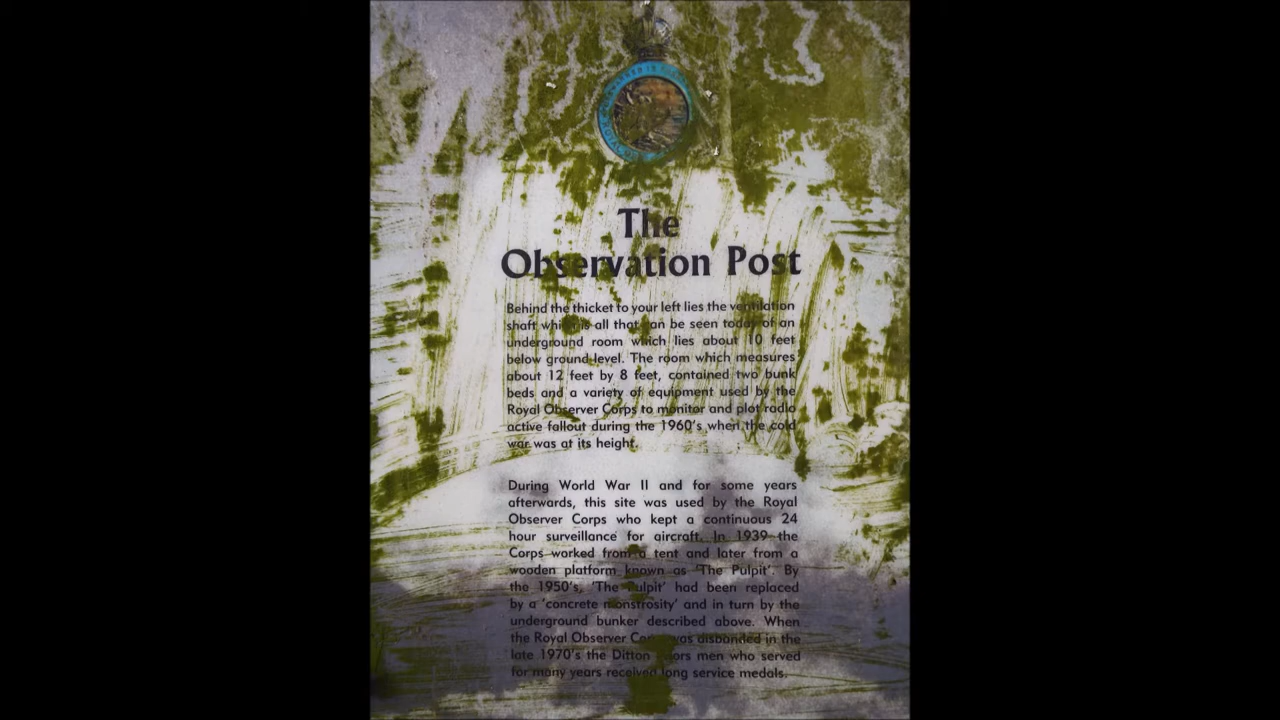 The
Observation Post
Behind the thicket to your left lies the ventilation
shaft which is all that can be seen today of an
underground room which lies about 10 feet
below ground level. The room which measures
about 12 feet by 8 feet, contained two bunk
beds and a variety of equipment used by the
Royal Observer Corps to monitor and plot radio
active fallout during the 1960's when the cold
war was at its height.
During World War II and for some years
afterwards, this site was used by the Royal
Observer Corps who kept a continuous 24
hour surveillance for aircraft. In 1939 the
Corps worked from a tent and later from a
wooden platform known as 'The Pulpit'. By
the 1950's, 'The Pulpit' had been replaced
by a 'concrete monstrosity' and in turn by the
underground bunker described above. When
the Royal Observer Corps was disbanded in the
late 1970's the Ditton Priors men who served
for many years received long service medals.